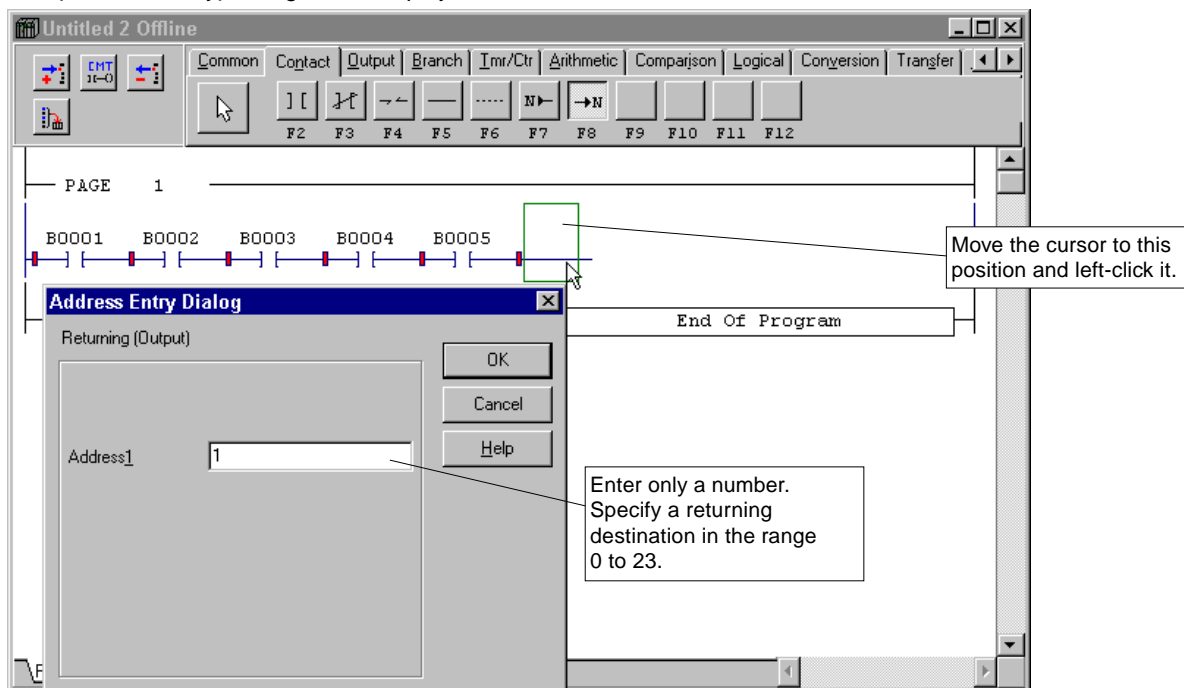 Untitled 2 Offline
CMT
Common Contact Output Branch Tmr/Ctr Arithmetic Comparison Logical Conversion Transfer
N N
F2 F3 F4 F5 F6 F7 F8 F9 F10 F11 F12
PAGE 1
B0001 B0002 B0003 B0004 B0005
Move the cursor to this
position and left-click it.
Address Entry Dialog
End Of Program
Returning (Output)
OK
Cancel
Help
Address1 1
Enter only a number.
Specify a returning
destination in the range
0 to 23.